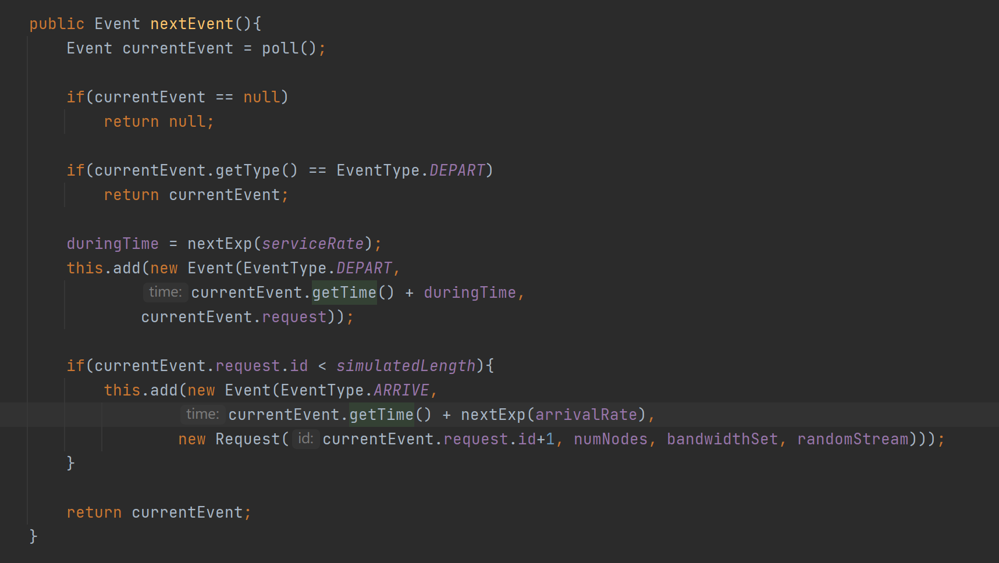 public Event nextEvent(){
Event currentEvent = poll();
if(currentEvent == null)
return null;
if(currentEvent.getType() == EventType.DEPART)
return currentEvent;
duringTime = nextExp(serviceRate);
this.add(new Event(EventType.DEPART,
time: currentEvent.getTime() + duringTime,
currentEvent.request));
if(currentEvent.request.id < simulatedLength){
this.add(new Event(EventType.ARRIVE,
time: currentEvent.getTime() + nextExp(arrivalRate),
new Request( id: currentEvent.request.id+1, numNodes, bandwidthSet, randomStream)));
}
return currentEvent;
}